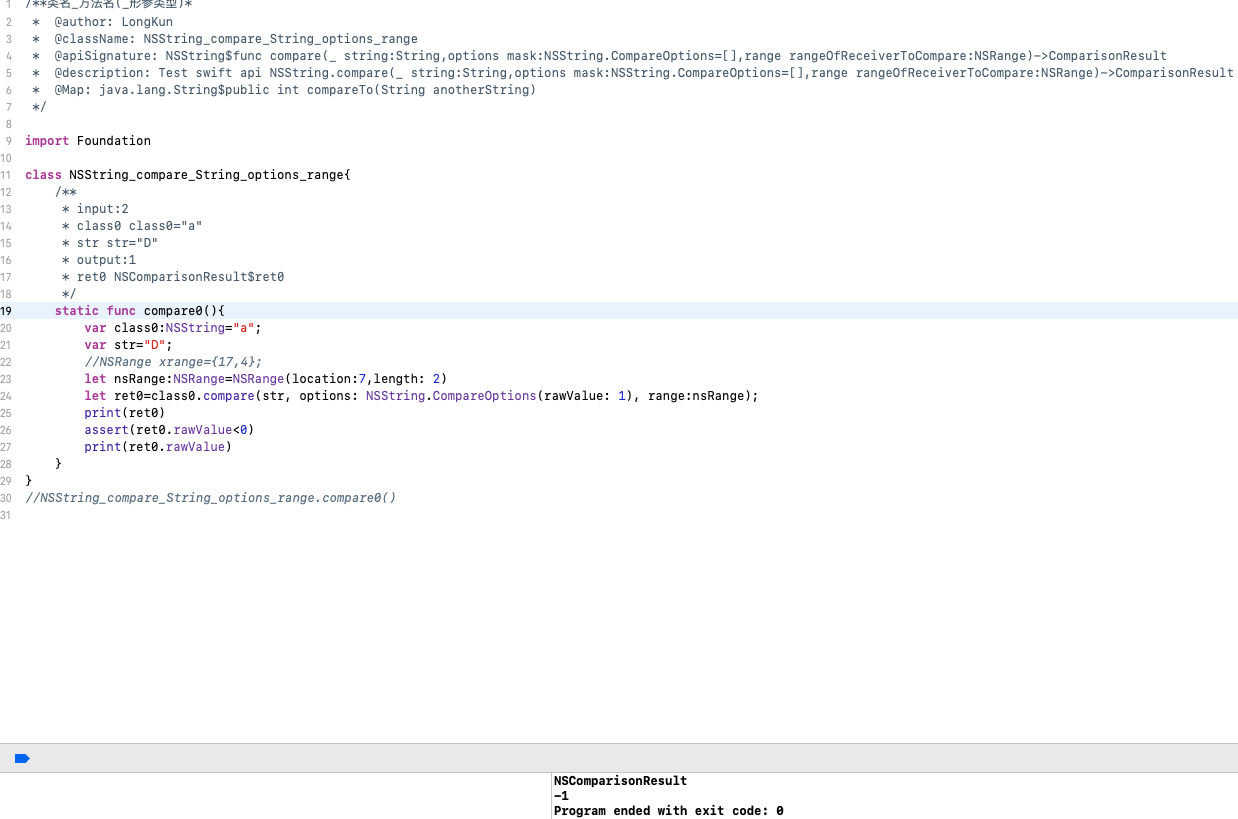 1 /**类名_方法名(_形参类型)*
2 * @author: LongKun
3 * @className: NSString_compare_String_options_range
4 * @apiSignature: NSString$func compare(_ string:String,options mask:NSString.CompareOptions=[],range rangeOfReceiverToCompare:NSRange)->ComparisonResult
5 * @description: Test swift api NSString.compare(_ string:String,options mask:NSString.CompareOptions=[],range rangeOfReceiverToCompare:NSRange)->ComparisonResult
6 * @Map: java.lang.String$public int compareTo(String anotherString)
7 */
8
9 import Foundation
10
11 class NSString_compare_String_options_range{
12 /**
13 * input:2
14 * class0 class0="a"
15 * str str="D"
16 * output:1
17 * ret0 NSComparisonResult$ret0
18 */
19 static func compare0(){
20 var class0:NSString="a";
21 var str="D";
22 //NSRange xrange={17,4};
23 let nsRange:NSRange=NSRange(location:7,length: 2)
24 let ret0=class0.compare(str, options: NSString.CompareOptions(rawValue: 1), range:nsRange);
25 print(ret0)
26 assert(ret0.rawValue<0)
27 print(ret0.rawValue)
28 }
29 }
30 //NSString_compare_String_options_range.compare0()
31
NSComparisonResult
-1
Program ended with exit code: 0